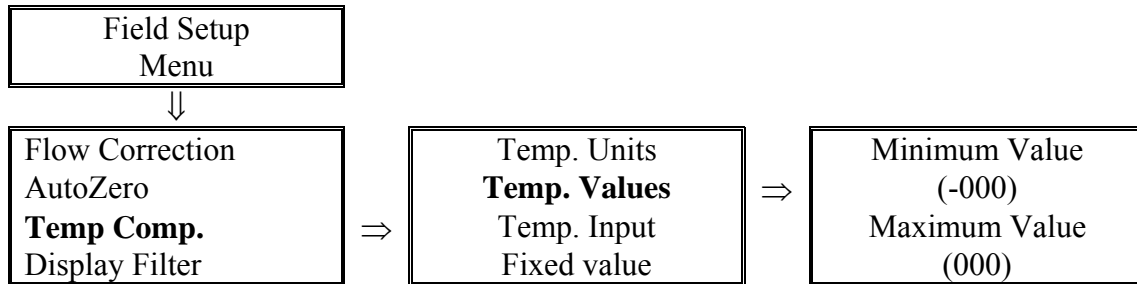 Field Setup
Menu
⇓
Flow Correction
AutoZero
Temp Comp.
Display Filter
⇒
Temp. Units
Temp. Values
Temp. Input
Fixed value
⇒
Minimum Value
(-000)
Maximum Value
(000)